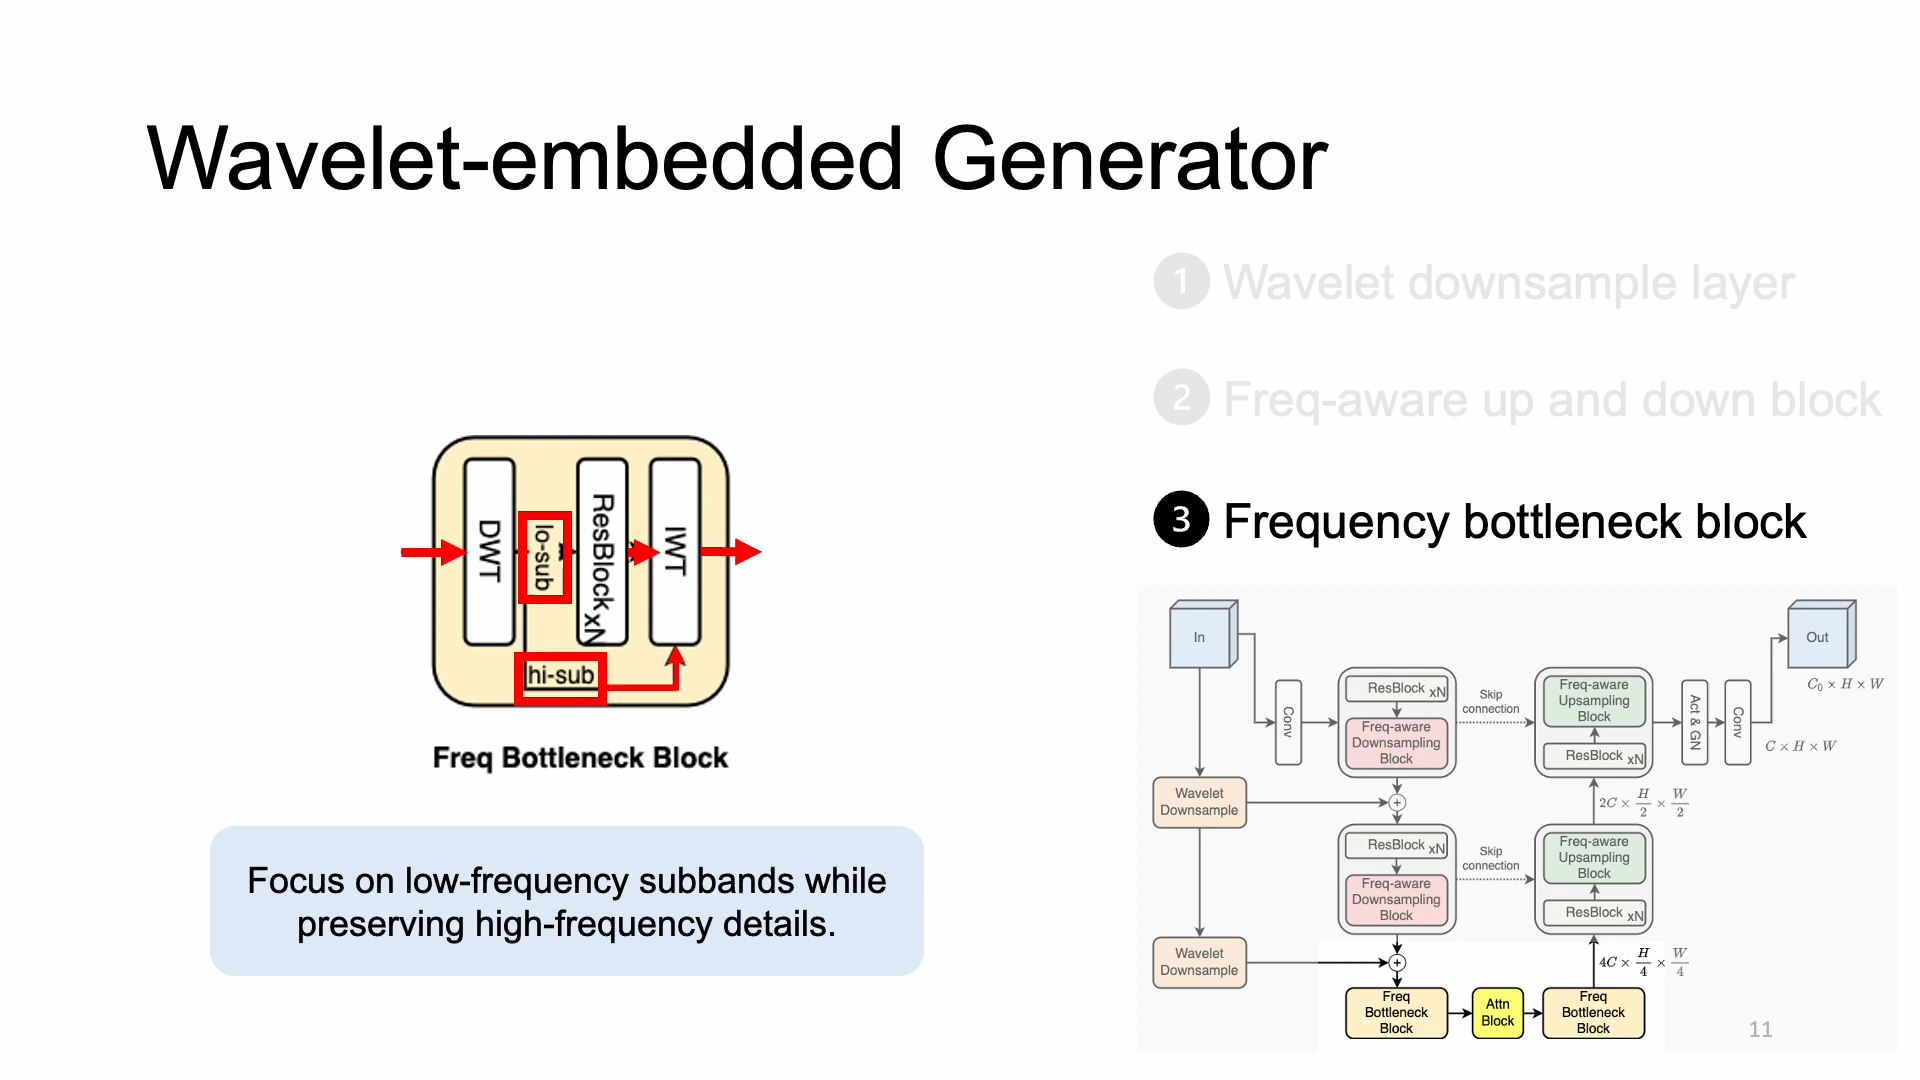 Wavelet-embedded Generator
1 Wavelet downsample layer
2 Freq-aware up and down block
3 Frequency bottleneck block
DWT
lo-sub
ResBlock xN
IWT
hi-sub
Freq Bottleneck Block
Focus on low-frequency subbands while
preserving high-frequency details.
In
Out
C₀ × H × W
Conv
ResBlock xN
Freq-aware
Downsampling
Block
Skip
connection
Freq-aware
Upsampling
Block
ResBlock xN
Act & GN
Conv
C × H × W
Wavelet
Downsample
+
2C × H/2 × W/2
ResBlock xN
Freq-aware
Downsampling
Block
Skip
connection
Freq-aware
Upsampling
Block
ResBlock xN
Wavelet
Downsample
+
4C × H/4 × W/4
Freq
Bottleneck
Block
Attn
Block
Freq
Bottleneck
Block
11